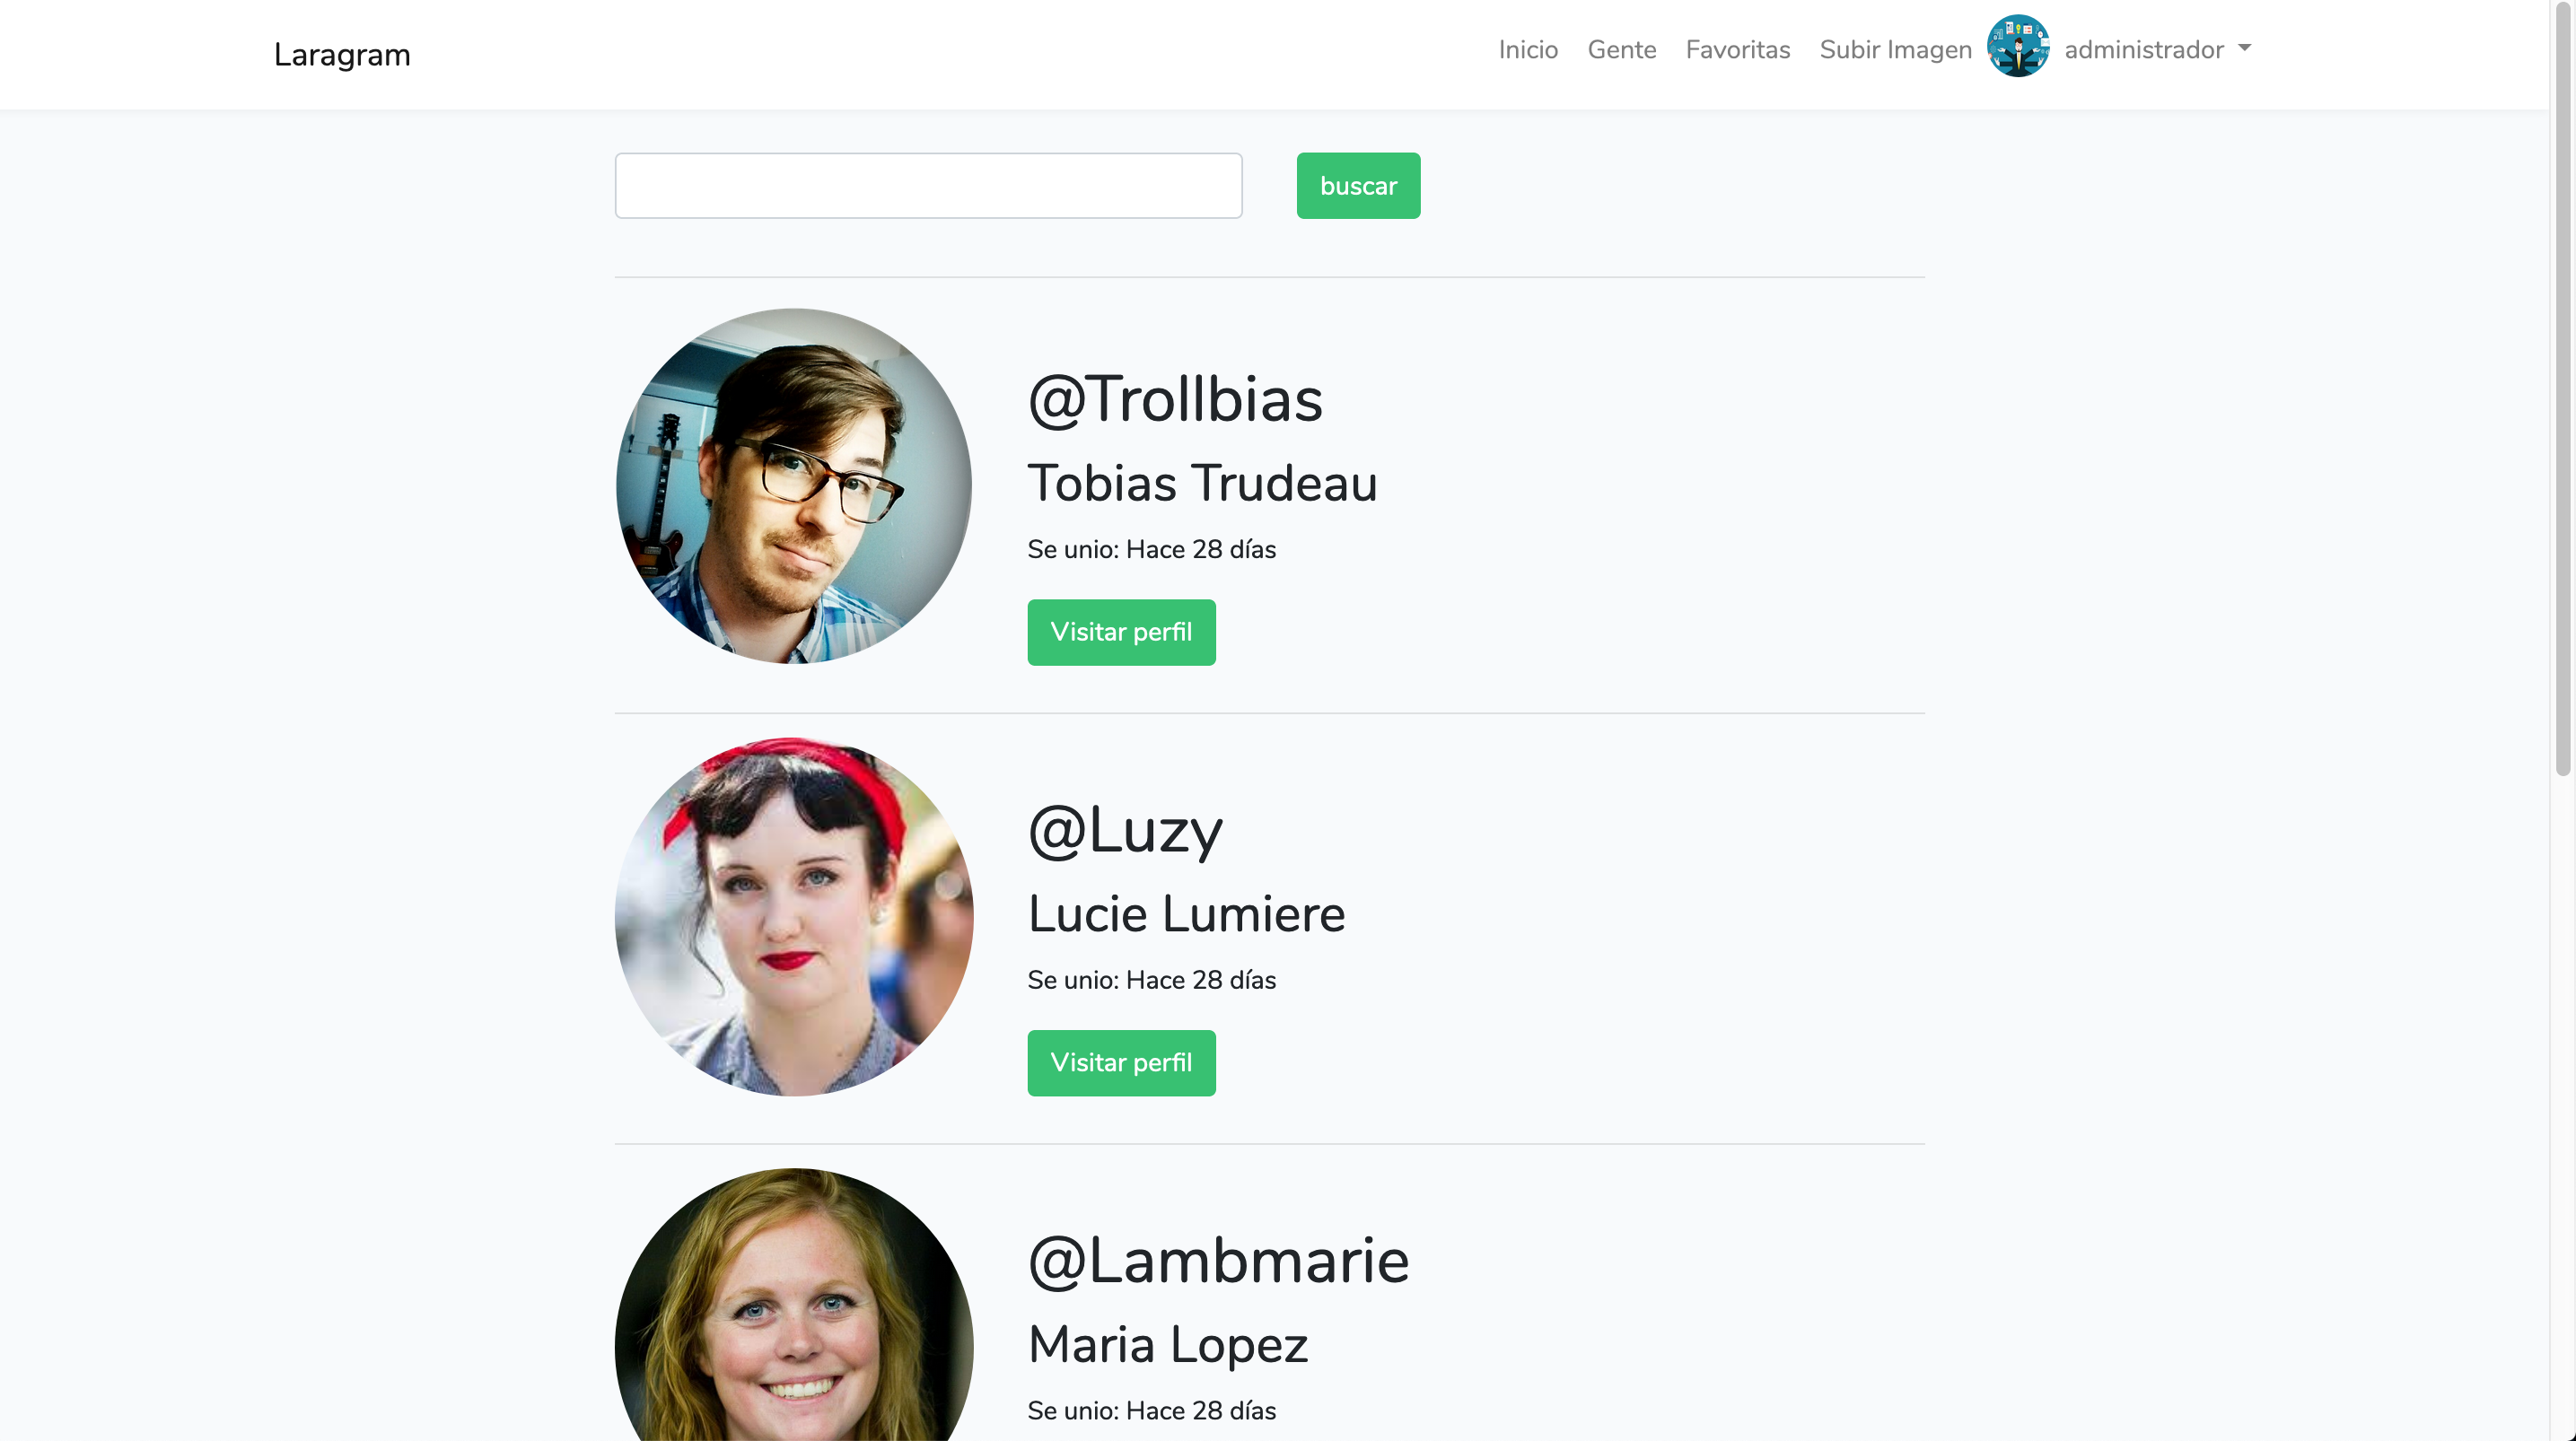 Laragram
Inicio Gente Favoritas Subir Imagen administrador
buscar
@Trollbias
Tobias Trudeau
Se unio: Hace 28 días
Visitar perfil
@Luzy
Lucie Lumiere
Se unio: Hace 28 días
Visitar perfil
@Lambmarie
Maria Lopez
Se unio: Hace 28 días